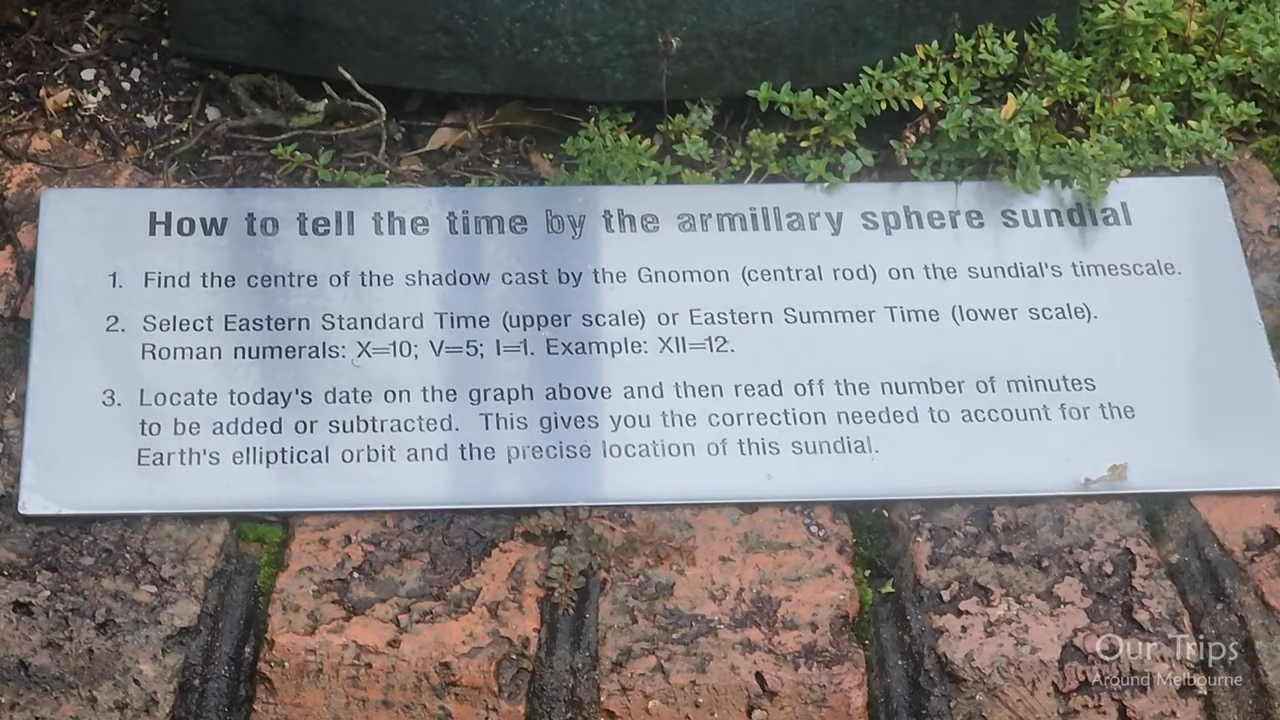 How to tell the time by the armillary sphere sundial
1. Find the centre of the shadow cast by the Gnomon (central rod) on the sundial's timescale.
2. Select Eastern Standard Time (upper scale) or Eastern Summer Time (lower scale).
Roman numerals: X=10; V=5; I=1. Example: XII=12.
3. Locate today's date on the graph above and then read off the number of minutes
to be added or subtracted. This gives you the correction needed to account for the
Earth's elliptical orbit and the precise location of this sundial.
Our Trips
Around Melbourne